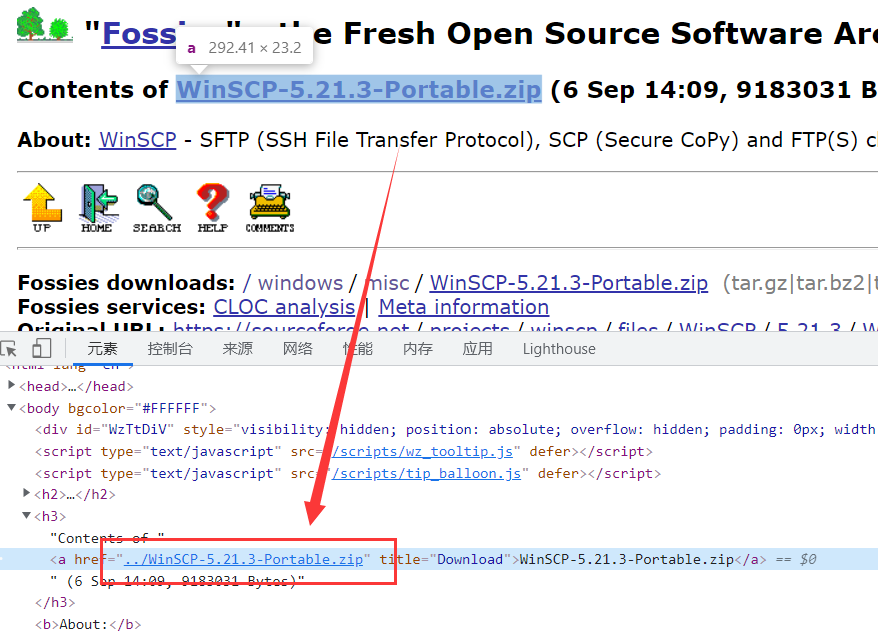 "Fossi
e Fresh Open Source Software Arc
a 292.41 × 23.2
Contents of WinSCP-5.21.3-Portable.zip (6 Sep 14:09, 9183031 B
About: WinSCP - SFTP (SSH File Transfer Protocol), SCP (Secure CoPy) and FTP(S) cl
UP HOME SEARCH HELP COMMENTS
Fossies downloads: / windows / misc / WinSCP-5.21.3-Portable.zip (tar.gz|tar.bz2|t
Fossies services: CLOC analysis | Meta information
Original URL: https://sourceforge.net / projects / winscp / files / WinSCP / 5.21.3 / W
元素 控制台 来源 网络 性能 内存 应用 Lighthouse
<html lang="en">
<head>…</head>
<body bgcolor="#FFFFFF">
<div id="WzTtDiV" style="visibility: hidden; position: absolute; overflow: hidden; padding: 0px; width
<script type="text/javascript" src="/scripts/wz_tooltip.js" defer></script>
<script type="text/javascript" src="/scripts/tip_balloon.js" defer></script>
<h2>…</h2>
<h3>
"Contents of "
<a href="../WinSCP-5.21.3-Portable.zip" title="Download">WinSCP-5.21.3-Portable.zip</a> == $0
" (6 Sep 14:09, 9183031 Bytes)"
</h3>
<b>About:</b>